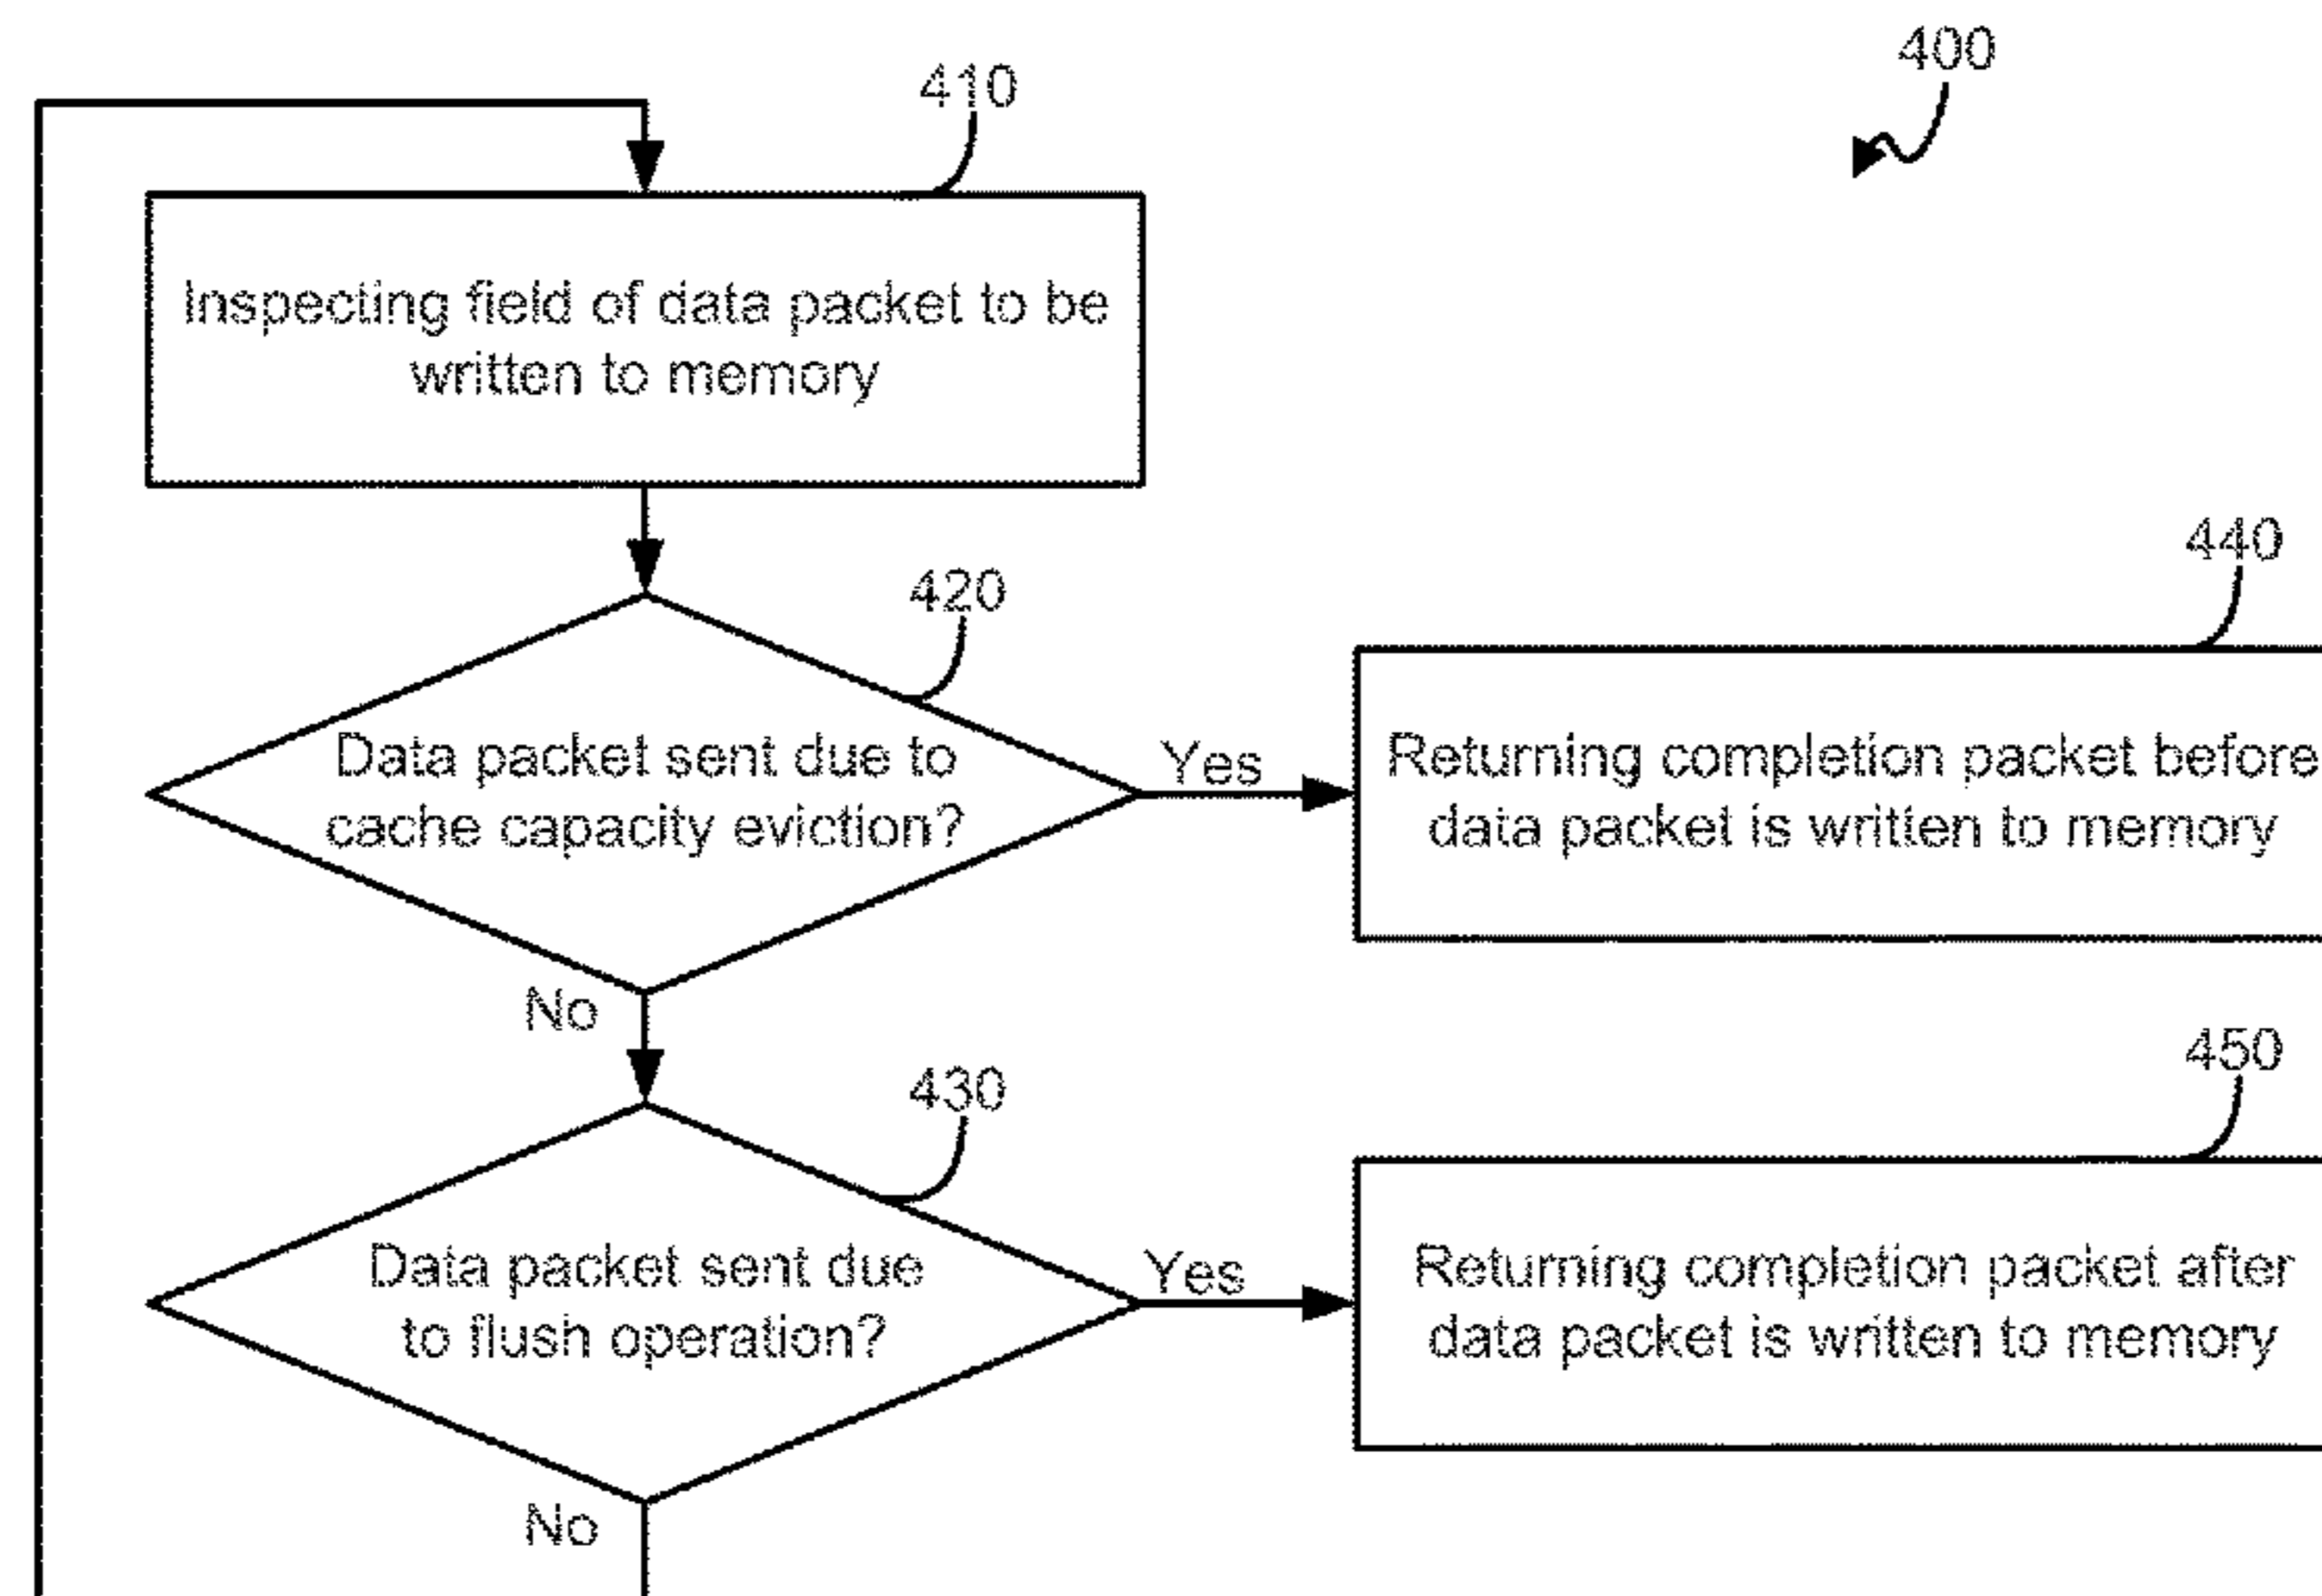 400
410
Inspecting field of data packet to be
written to memory
420
Data packet sent due to
cache capacity eviction?
Yes
No
440
Returning completion packet before
data packet is written to memory
430
Data packet sent due
to flush operation?
Yes
No
450
Returning completion packet after
data packet is written to memory